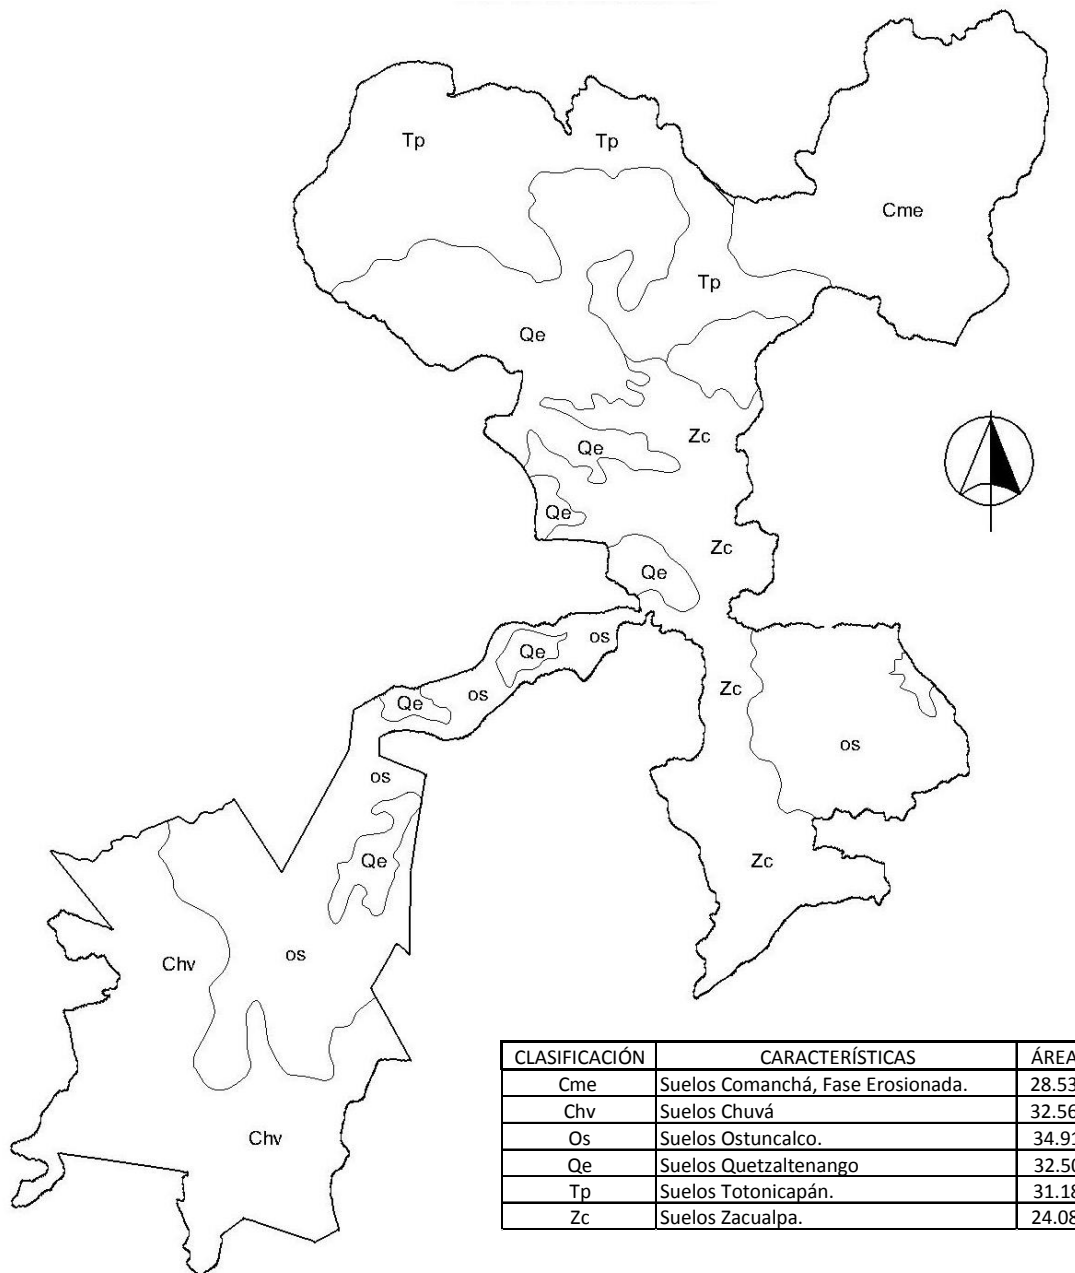 Tp
Tp
Cme
Tp
Qe
Zc
Qe
Qe
Zc
Qe
os
Qe
Zc
os
Qe
os
os
Qe
Zc
os
Chv
Chv
CLASIFICACIÓN CARACTERÍSTICAS ÁREA
Cme Suelos Comanchá, Fase Erosionada. 28.53
Chv Suelos Chuvá 32.56
Os Suelos Ostuncalco. 34.91
Qe Suelos Quetzaltenango 32.50
Tp Suelos Totonicapán. 31.18
Zc Suelos Zacualpa. 24.08